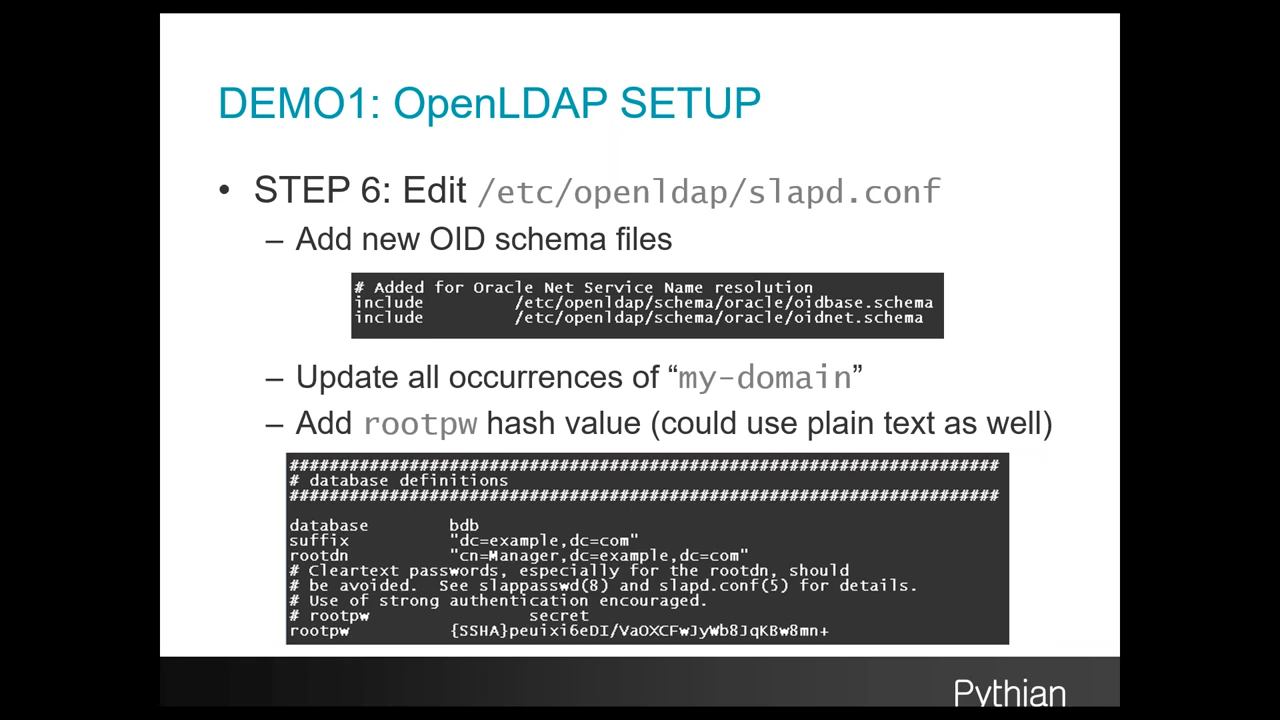 DEMO1: OpenLDAP SETUP
• STEP 6: Edit /etc/openldap/slapd.conf
– Add new OID schema files
# Added for Oracle Net Service Name resolution
include /etc/openldap/schema/oracle/oidbase.schema
include /etc/openldap/schema/oracle/oidnet.schema
– Update all occurrences of “my-domain”
– Add rootpw hash value (could use plain text as well)
#######################################################################
# database definitions
#######################################################################
database bdb
suffix "dc=example,dc=com"
rootdn "cn=Manager,dc=example,dc=com"
# Cleartext passwords, especially for the rootdn, should
# be avoided. See slappasswd(8) and slapd.conf(5) for details.
# Use of strong authentication encouraged.
# rootpw secret
rootpw {SSHA}peuixi6eDI/VaOXCFwJyWb8JqKBw8mn+
Pythian